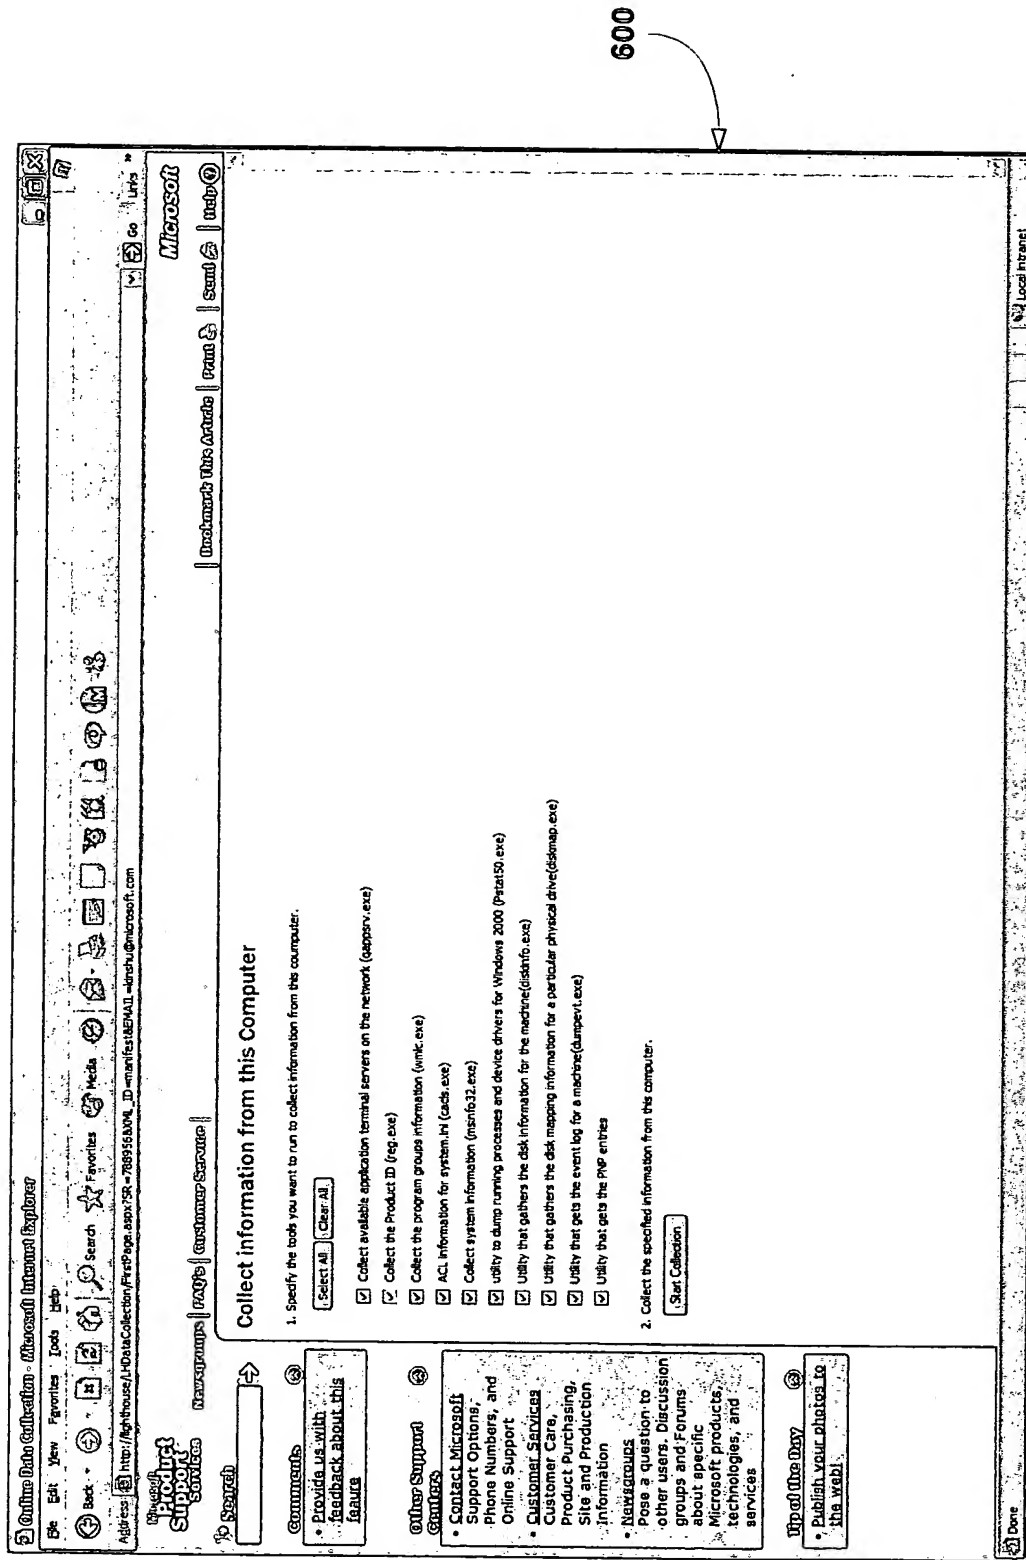 600
Online Data Collection - Microsoft Internet Explorer
File Edit View Favorites Tools Help
Back Search Favorites Media
Address http://lighthouse/LHDataCollection/FirstPage.aspx?SR=788956&XML_ID=manifest&EMAIL=kinshu@microsoft.com Go Links »
Microsoft
Product
Support
Services
Newsgroups | FAQ's | Customer Service |
Microsoft
| Bookmark This Article | Print | Send | Help
Search
Comments
• Provide us with
feedback about this
faure
Other Support
Centers
• Contact Microsoft
Support Options,
Phone Numbers, and
Online Support
• Customer Services
Customer Care,
Product Purchasing,
Site and Production
Information
• Newsgroups
Pose a question to
other users. Discussion
groups and Forums
about specific
Microsoft products,
technologies, and
services
Tip of the Day
• Publish your photos to
the web!
Collect information from this Computer
1. Specify the tools you want to run to collect information from this coumputer.
Select All Clear All
Collect available application terminal servers on the network (qappsrv.exe)
Collect the Product ID (reg.exe)
Collect the program groups information (wmic.exe)
ACL information for system.ini (cacls.exe)
Collect system information (msinfo32.exe)
utility to dump running processes and device drivers for Windows 2000 (Pstat50.exe)
Utility that gathers the disk information for the machine(diskinfo.exe)
Utility that gathers the disk mapping information for a particular physical drive(diskmap.exe)
Utility that gets the event log for a machine(dumpevt.exe)
Utility that gets the PNP entries
2. Collect the specified information from this computer.
Start Collection
Done
Local intranet